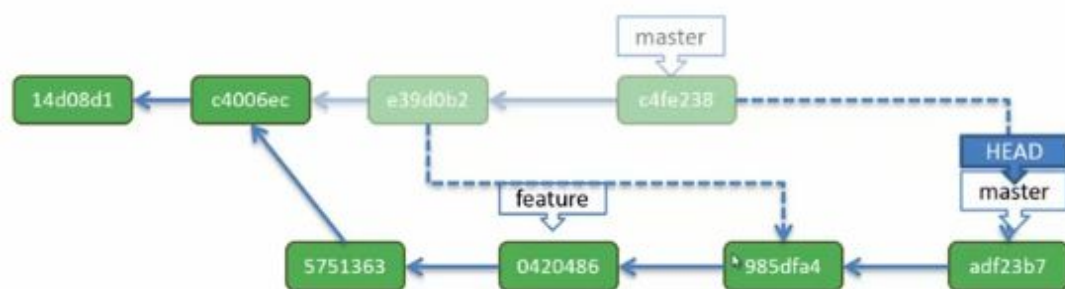 master
14d08d1
c4006ec
e39d0b2
c4fe238
HEAD
master
feature
5751363
0420486
985dfa4
adf23b7